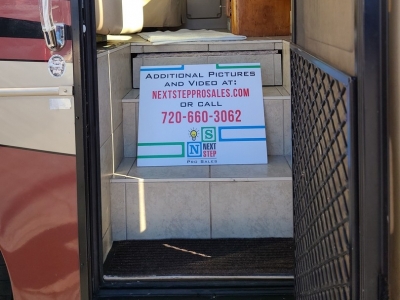 Additional Pictures
and Video at:
NEXTSTEPPROSALES.COM
or call
720-660-3062
S
N NEXT
STEP
Pro Sales